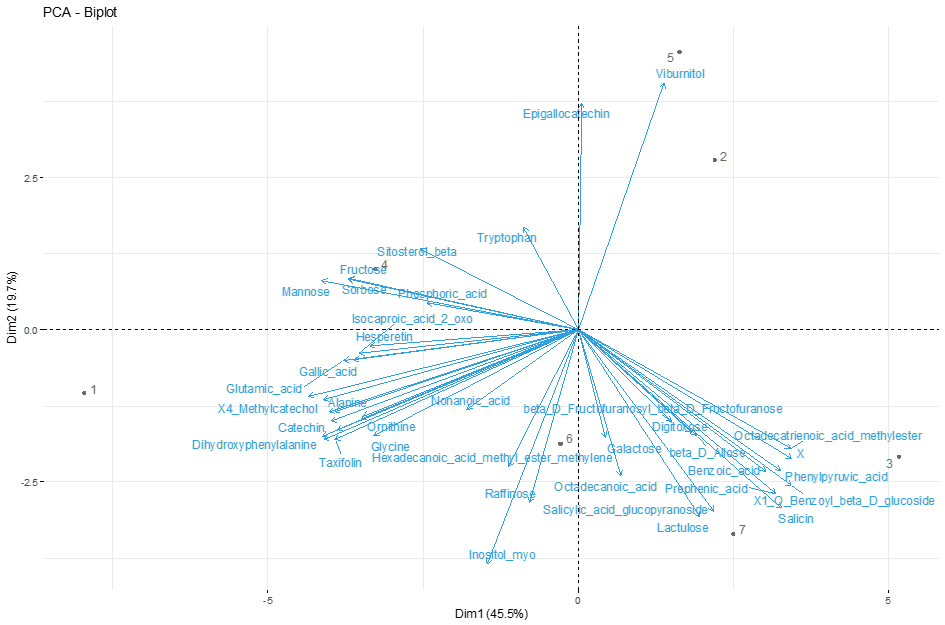 PCA - Biplot
5
Viburnitol
Epigallocatechin
2
2.5
Tryptophan
Sitosterol_beta
Fructose
4
Mannose
Sorbose
Phosphoric_acid
Isocaproic_acid_2_oxo
0.0
Hesperetin
Gallic_acid
Glutamic_acid
1
Alanine
Nonanoic_acid
X4_Methylcatechol
beta_D_Fructofuranosyl_beta_D_Fructofuranose
Catechin
Ornithine
Digitoxose
Dihydroxyphenylalanine
Glycine
6
Octadecatrienoic_acid_methylester
Taxifolin
Hexadecanoic_acid_methyl_ester_methylene
Galactose
beta_D_Allose
X
3
Benzoic_acid
Phenylpyruvic_acid
-2.5
Raffinose
Octadecanoic_acid
Prephenic_acid
X1_O_Benzoyl_beta_D_glucoside
Salicylic_acid_glucopyranoside
Salicin
Lactulose
7
Inositol_myo
-5
0
5
Dim1 (45.5%)
Dim2 (19.7%)